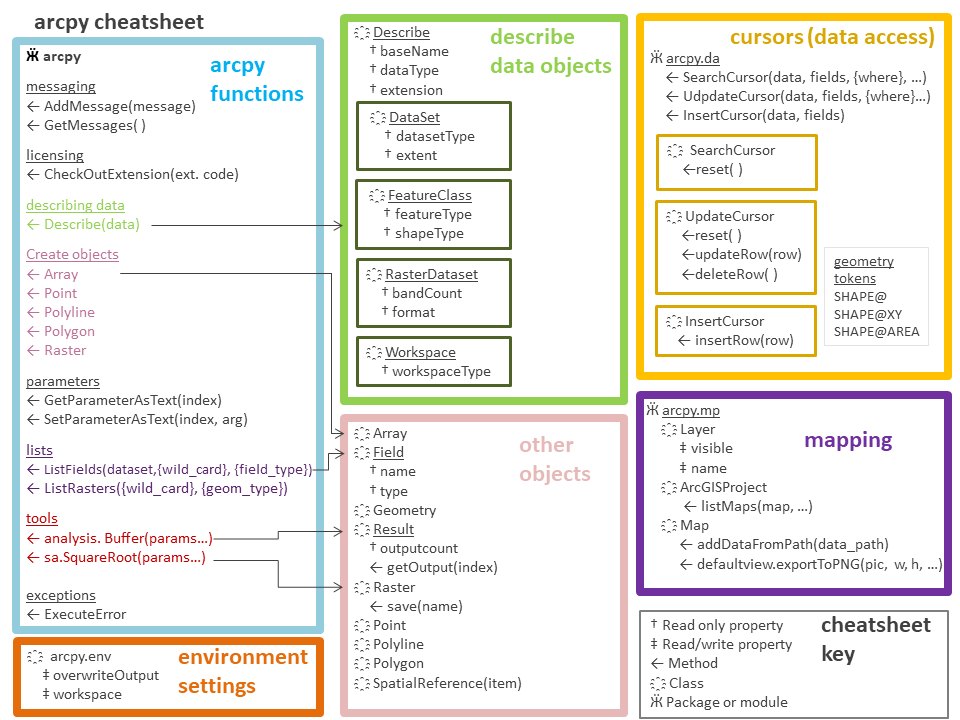 arcpy cheatsheet
Ӝ arcpy
arcpy
functions
messaging
← AddMessage(message)
← GetMessages( )
licensing
← CheckOutExtension(ext. code)
describing data
← Describe(data)
Create objects
← Array
← Point
← Polyline
← Polygon
← Raster
parameters
← GetParameterAsText(index)
← SetParameterAsText(index, arg)
lists
← ListFields(dataset,{wild_card}, {field_type})
← ListRasters({wild_card}, {geom_type})
tools
← analysis. Buffer(params…)
← sa.SquareRoot(params…)
exceptions
← ExecuteError
arcpy.env
‡ overwriteOutput
‡ workspace
environment
settings
Describe
† baseName
† dataType
† extension
describe
data objects
DataSet
† datasetType
† extent
FeatureClass
† featureType
† shapeType
RasterDataset
† bandCount
† format
Workspace
† workspaceType
Array
Field
† name
† type
Geometry
Result
† outputcount
← getOutput(index)
Raster
← save(name)
Point
Polyline
Polygon
SpatialReference(item)
other
objects
cursors (data access)
Ӝ arcpy.da
← SearchCursor(data, fields, {where}, …)
← UdpdateCursor(data, fields, {where}…)
← InsertCursor(data, fields)
SearchCursor
←reset( )
UpdateCursor
←reset( )
←updateRow(row)
←deleteRow( )
InsertCursor
← insertRow(row)
geometry
tokens
SHAPE@
SHAPE@XY
SHAPE@AREA
Ӝ arcpy.mp
mapping
Layer
‡ visible
‡ name
ArcGISProject
← listMaps(map, …)
Map
← addDataFromPath(data_path)
← defaultview.exportToPNG(pic, w, h, …)
† Read only property
‡ Read/write property
← Method
Class
Ӝ Package or module
cheatsheet
key